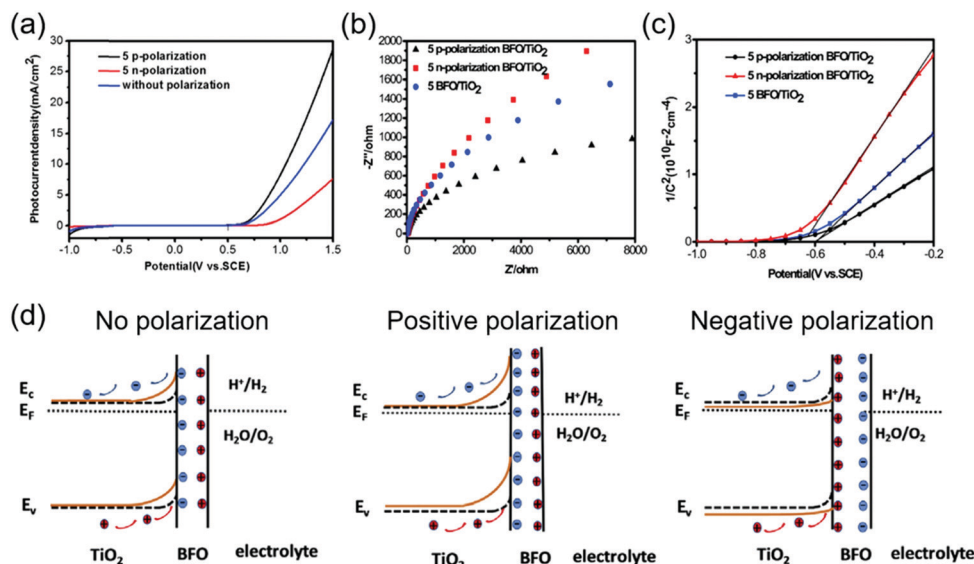 (a)
5 p-polarization
5 n-polarization
without polarization
Photocurrentdensity(mA/cm²)
30
25
20
15
10
5
0
-1.0 -0.5 0.0 0.5 1.0 1.5
Potential(V vs.SCE)
(b)
5 p-polarization BFO/TiO₂
5 n-polarization BFO/TiO₂
5 BFO/TiO₂
-Z''/ohm
2000
1800
1600
1400
1200
1000
800
600
400
200
0
0 2000 4000 6000 8000
Z'/ohm
(c)
5 p-polarization BFO/TiO₂
5 n-polarization BFO/TiO₂
5 BFO/TiO₂
1/C²(10¹⁰F⁻²cm⁻⁴)
3
2
1
0
-1.0 -0.8 -0.6 -0.4 -0.2
Potential(V vs.SCE)
(d)
No polarization
E_c
E_F
E_v
H⁺/H₂
H₂O/O₂
TiO₂ BFO electrolyte
Positive polarization
E_c
E_F
E_v
H⁺/H₂
H₂O/O₂
TiO₂ BFO electrolyte
Negative polarization
E_c
E_F
E_v
H⁺/H₂
H₂O/O₂
TiO₂ BFO electrolyte